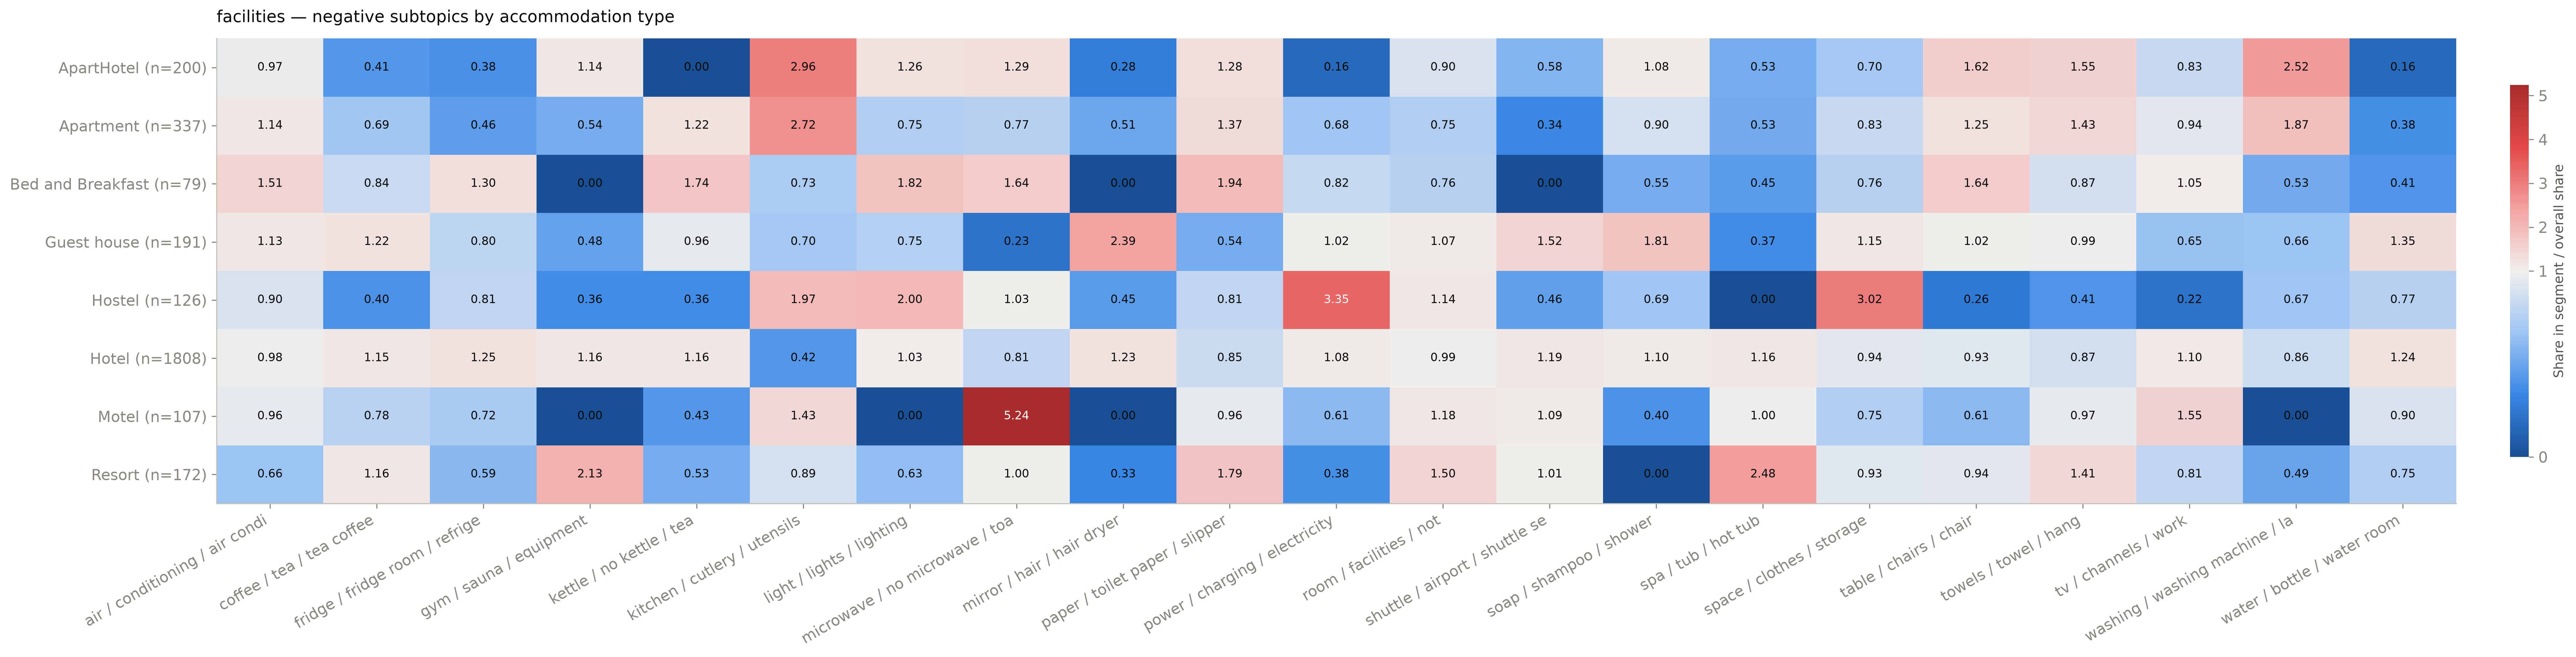 facilities — negative subtopics by accommodation type
ApartHotel (n=200) 0.97 0.41 0.38 1.14 0.00 2.96 1.26 1.29 0.28 1.28 0.16 0.90 0.58 1.08 0.53 0.70 1.62 1.55 0.83 2.52 0.16
Apartment (n=337) 1.14 0.69 0.46 0.54 1.22 2.72 0.75 0.77 0.51 1.37 0.68 0.75 0.34 0.90 0.53 0.83 1.25 1.43 0.94 1.87 0.38
Bed and Breakfast (n=79) 1.51 0.84 1.30 0.00 1.74 0.73 1.82 1.64 0.00 1.94 0.82 0.76 0.00 0.55 0.45 0.76 1.64 0.87 1.05 0.53 0.41
Guest house (n=191) 1.13 1.22 0.80 0.48 0.96 0.70 0.75 0.23 2.39 0.54 1.02 1.07 1.52 1.81 0.37 1.15 1.02 0.99 0.65 0.66 1.35
Hostel (n=126) 0.90 0.40 0.81 0.36 0.36 1.97 2.00 1.03 0.45 0.81 3.35 1.14 0.46 0.69 0.00 3.02 0.26 0.41 0.22 0.67 0.77
Hotel (n=1808) 0.98 1.15 1.25 1.16 1.16 0.42 1.03 0.81 1.23 0.85 1.08 0.99 1.19 1.10 1.16 0.94 0.93 0.87 1.10 0.86 1.24
Motel (n=107) 0.96 0.78 0.72 0.00 0.43 1.43 0.00 5.24 0.00 0.96 0.61 1.18 1.09 0.40 1.00 0.75 0.61 0.97 1.55 0.00 0.90
Resort (n=172) 0.66 1.16 0.59 2.13 0.53 0.89 0.63 1.00 0.33 1.79 0.38 1.50 1.01 0.00 2.48 0.93 0.94 1.41 0.81 0.49 0.75
air / conditioning / air condi
coffee / tea / tea coffee
fridge / fridge room / refrige
gym / sauna / equipment
kettle / no kettle / tea
kitchen / cutlery / utensils
light / lights / lighting
microwave / no microwave / toa
mirror / hair / hair dryer
paper / toilet paper / slipper
power / charging / electricity
room / facilities / not
shuttle / airport / shuttle se
soap / shampoo / shower
spa / tub / hot tub
space / clothes / storage
table / chairs / chair
towels / towel / hang
tv / channels / work
washing / washing machine / la
water / bottle / water room
5
4
3
2
1
0
Share in segment / overall share